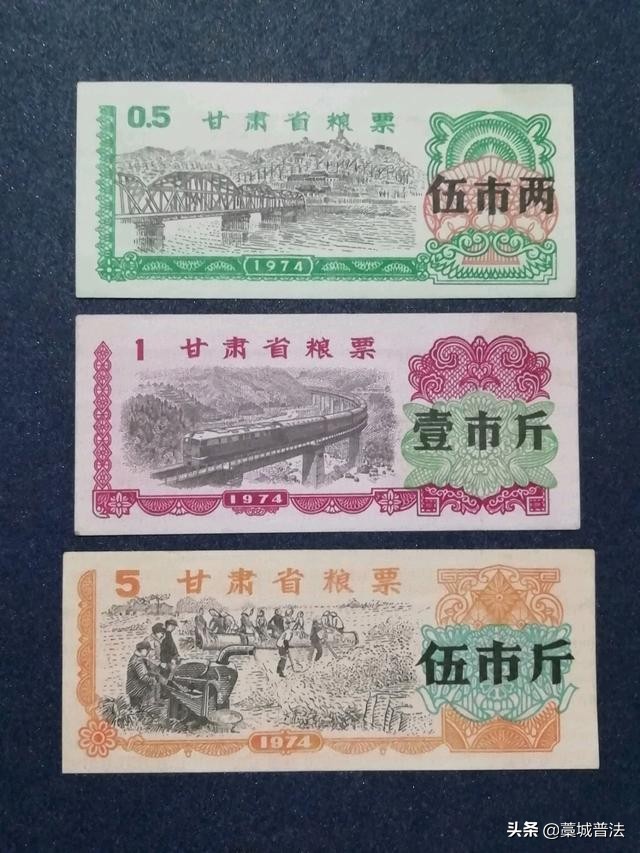 0.5 甘肃省粮票
伍市两
1974
1 甘肃省粮票
壹市斤
1974
5 甘肃省粮票
伍市斤
1974
头条 @藁城普法